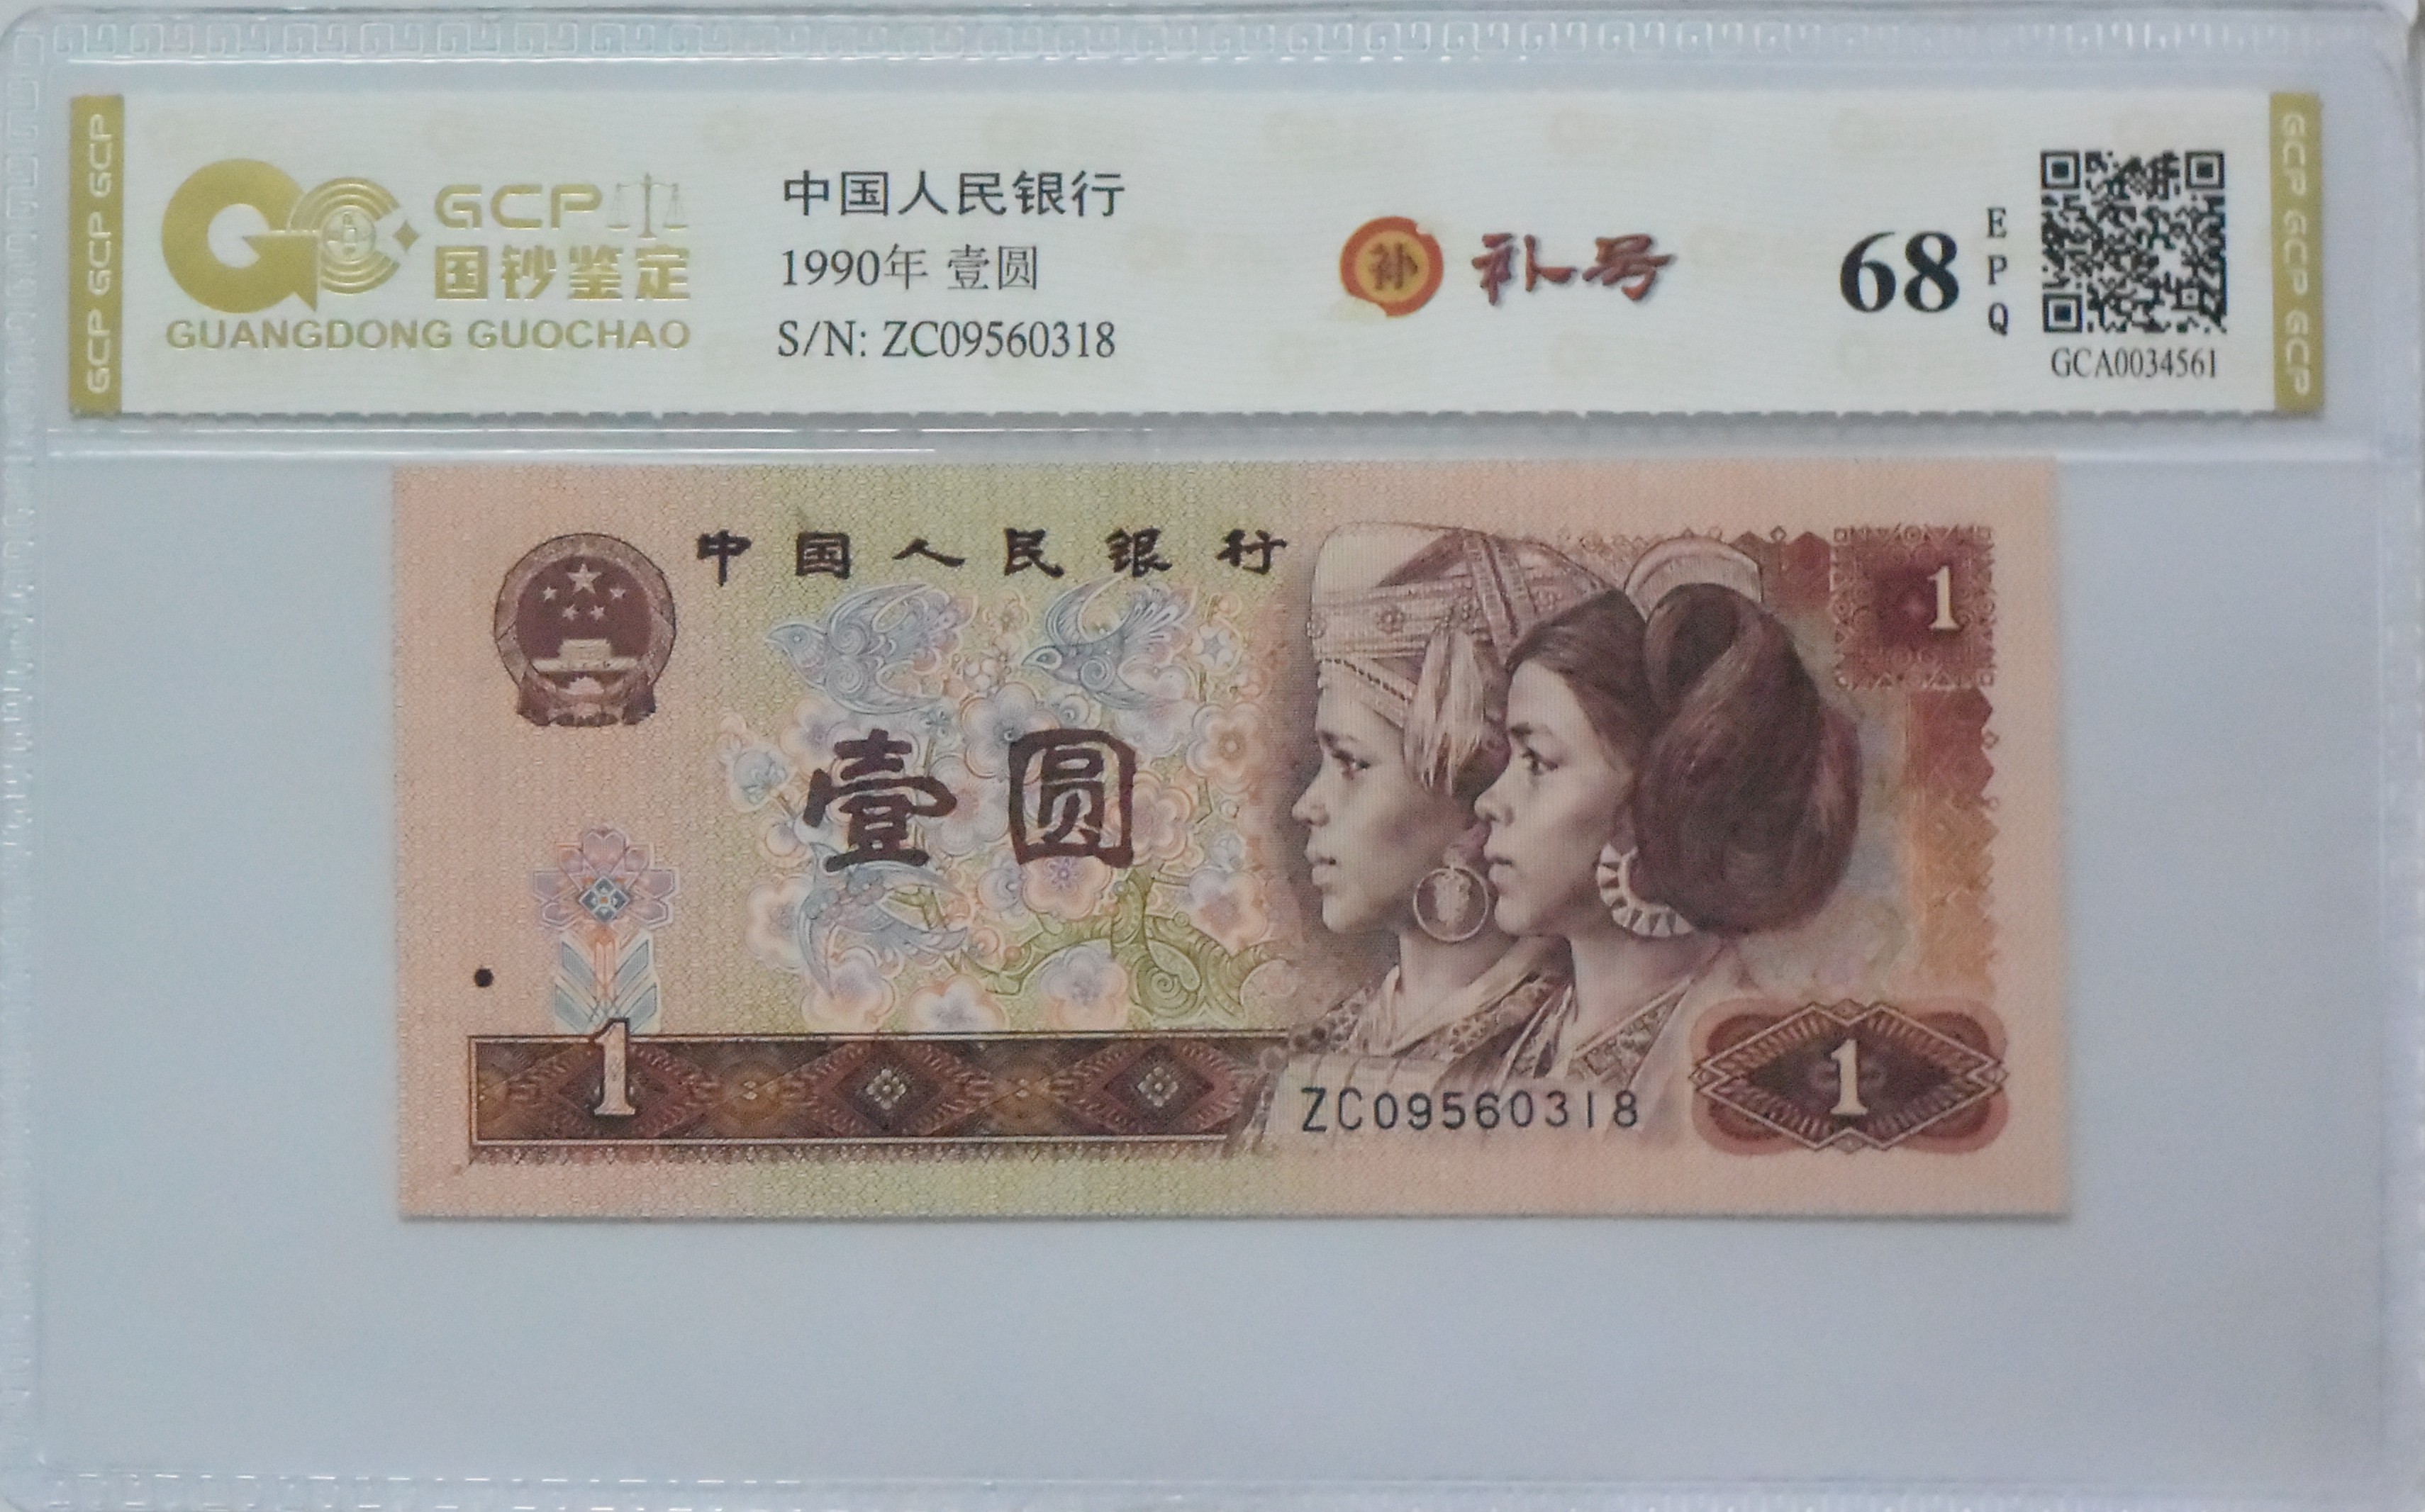 GCP GCP GCP
GCP
国钞鉴定
GUANGDONG GUOCHAO
中国人民银行
1990年 壹圆
S/N: ZC09560318
补 补号
68
E
P
Q
GCA0034561
GCP GCP GCP
中国人民银行
1
壹圆
1
ZC09560318
1